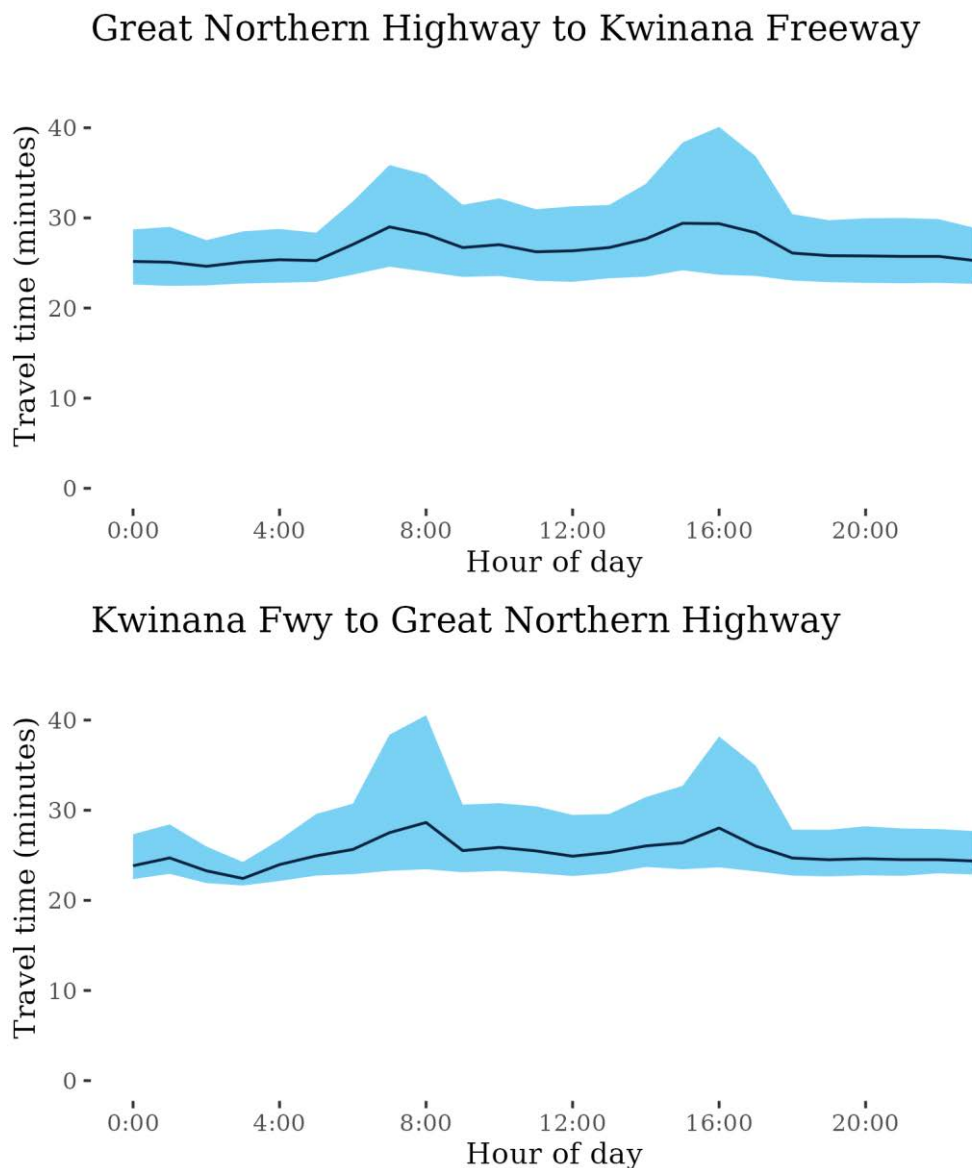 Great Northern Highway to Kwinana Freeway
Travel time (minutes)
40
30
20
10
0
0:00 4:00 8:00 12:00 16:00 20:00
Hour of day
Kwinana Fwy to Great Northern Highway
Travel time (minutes)
40
30
20
10
0
0:00 4:00 8:00 12:00 16:00 20:00
Hour of day